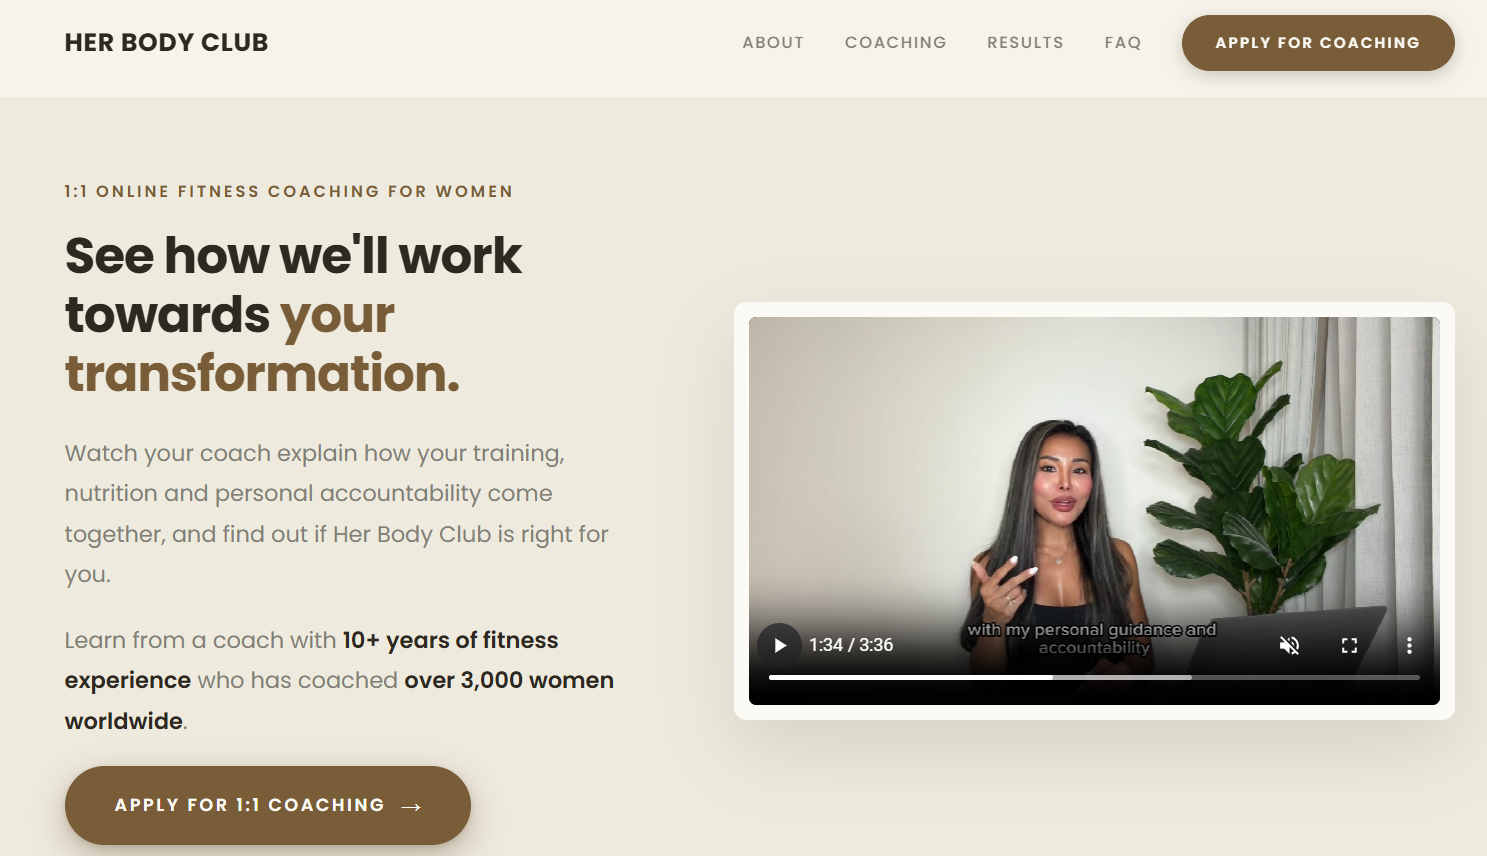 HER BODY CLUB
ABOUT
COACHING
RESULTS
FAQ
APPLY FOR COACHING
1:1 ONLINE FITNESS COACHING FOR WOMEN
See how we'll work
towards your
transformation.
Watch your coach explain how your training,
nutrition and personal accountability come
together, and find out if Her Body Club is right for
you.
Learn from a coach with 10+ years of fitness
experience who has coached over 3,000 women
worldwide.
APPLY FOR 1:1 COACHING →
with my personal guidance and
accountability
1:34 / 3:36